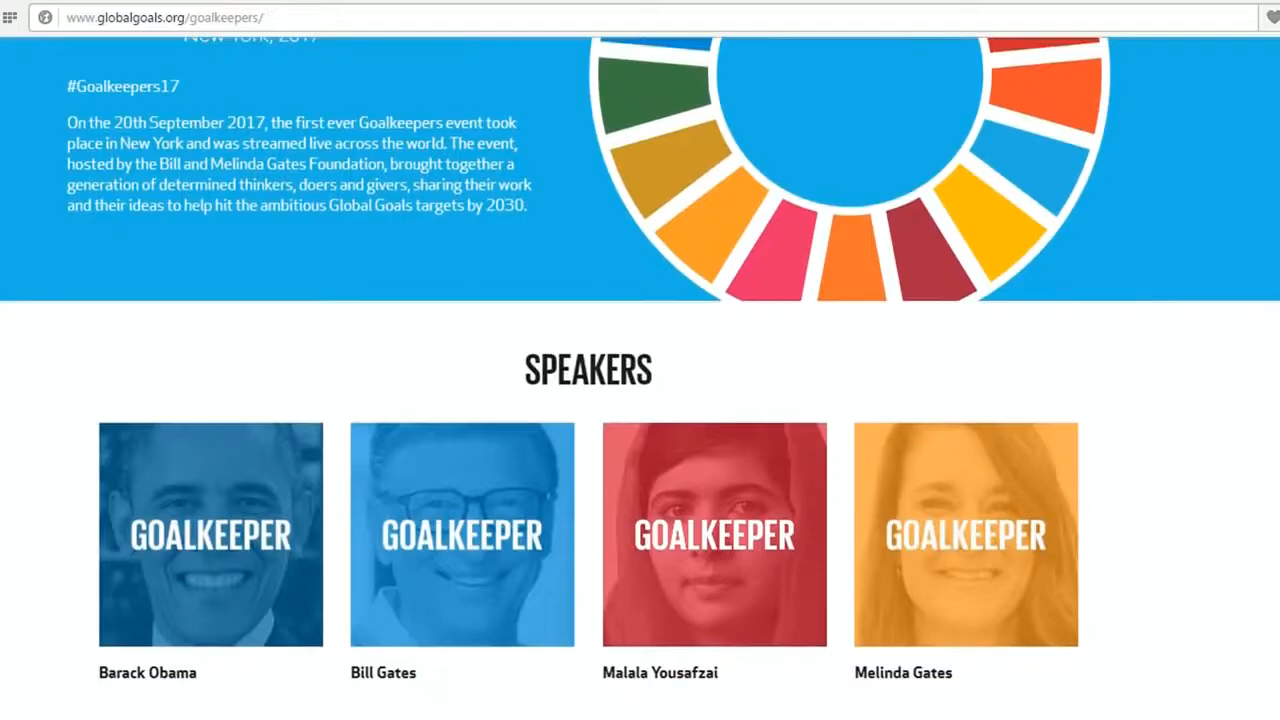 www.globalgoals.org/goalkeepers/
New York, 2017
#Goalkeepers17
On the 20th September 2017, the first ever Goalkeepers event took
place in New York and was streamed live across the world. The event,
hosted by the Bill and Melinda Gates Foundation, brought together a
generation of determined thinkers, doers and givers, sharing their work
and their ideas to help hit the ambitious Global Goals targets by 2030.
SPEAKERS
GOALKEEPER GOALKEEPER GOALKEEPER GOALKEEPER
Barack Obama Bill Gates Malala Yousafzai Melinda Gates